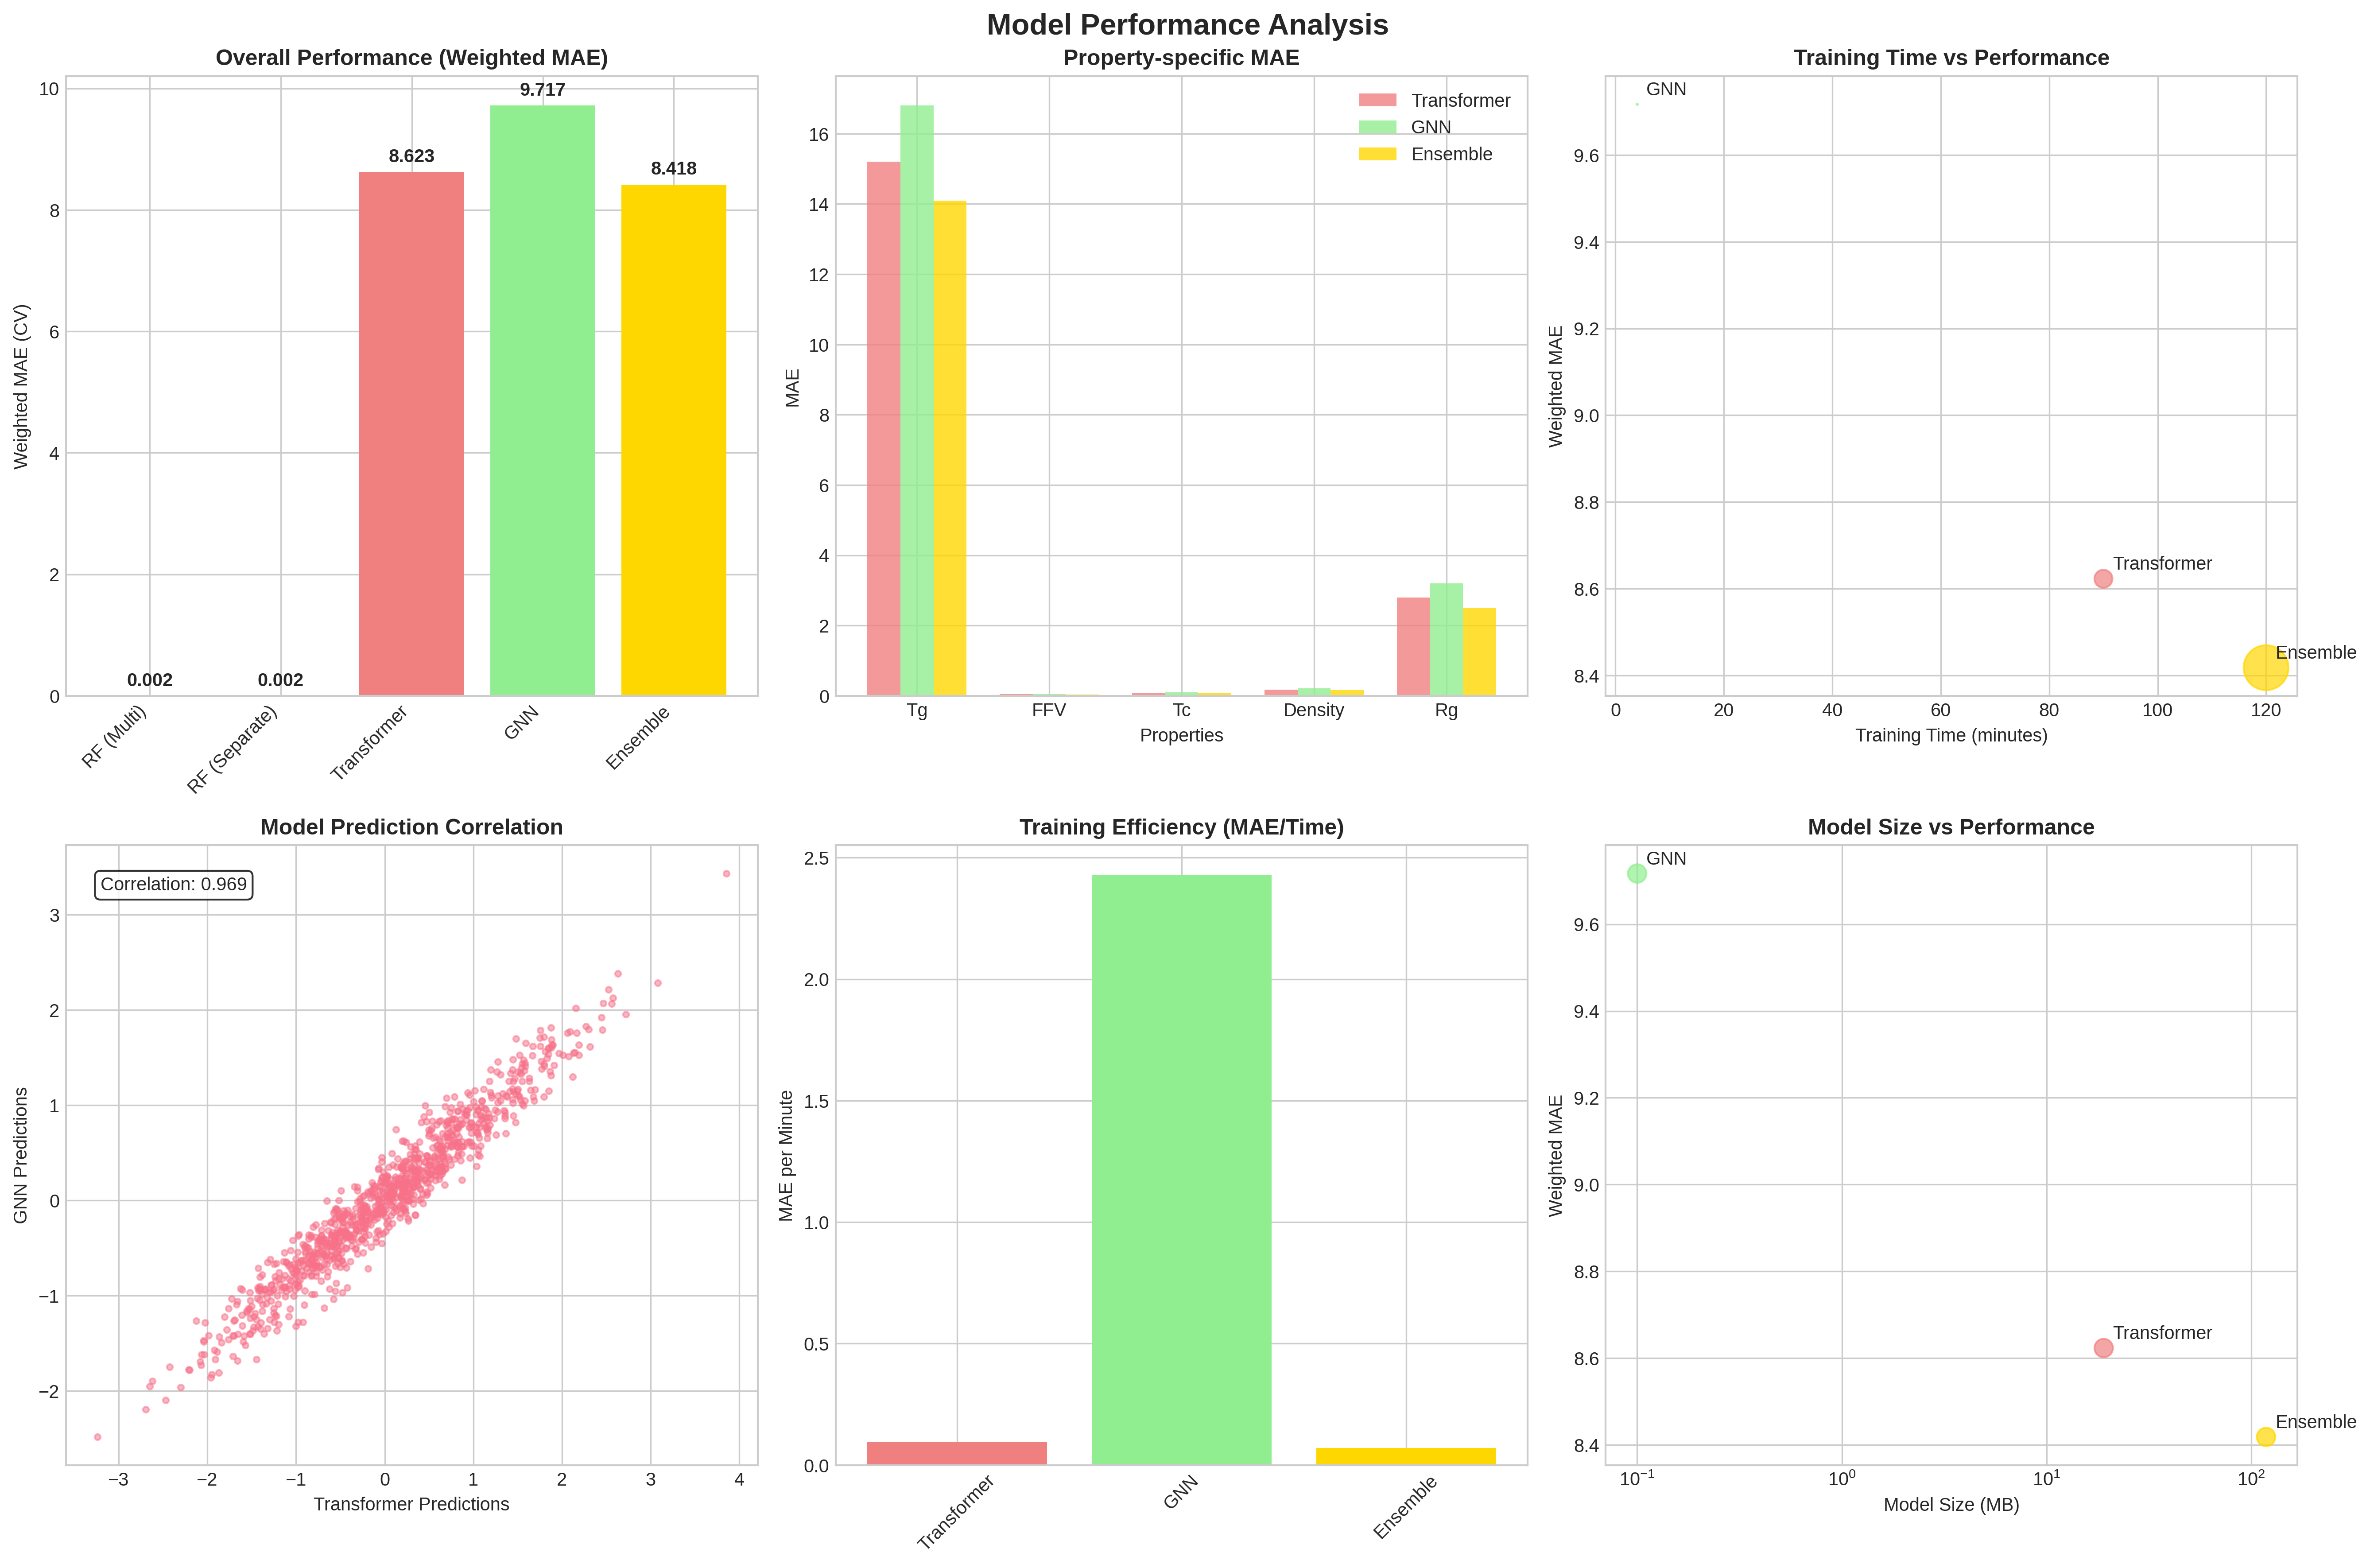 Model Performance Analysis
Overall Performance (Weighted MAE)
Weighted MAE (CV)
10
8
6
4
2
0
0.002
0.002
8.623
9.717
8.418
RF (Multi)
RF (Separate)
Transformer
GNN
Ensemble
Property-specific MAE
MAE
16
14
12
10
8
6
4
2
0
Transformer
GNN
Ensemble
Tg
FFV
Tc
Density
Rg
Properties
Training Time vs Performance
Weighted MAE
9.6
9.4
9.2
9.0
8.8
8.6
8.4
GNN
Transformer
Ensemble
0
20
40
60
80
100
120
Training Time (minutes)
Model Prediction Correlation
Correlation: 0.969
GNN Predictions
3
2
1
0
−1
−2
−3
−2
−1
0
1
2
3
4
Transformer Predictions
Training Efficiency (MAE/Time)
MAE per Minute
2.5
2.0
1.5
1.0
0.5
0.0
Transformer
GNN
Ensemble
Model Size vs Performance
Weighted MAE
9.6
9.4
9.2
9.0
8.8
8.6
8.4
GNN
Transformer
Ensemble
10⁻¹
10⁰
10¹
10²
Model Size (MB)